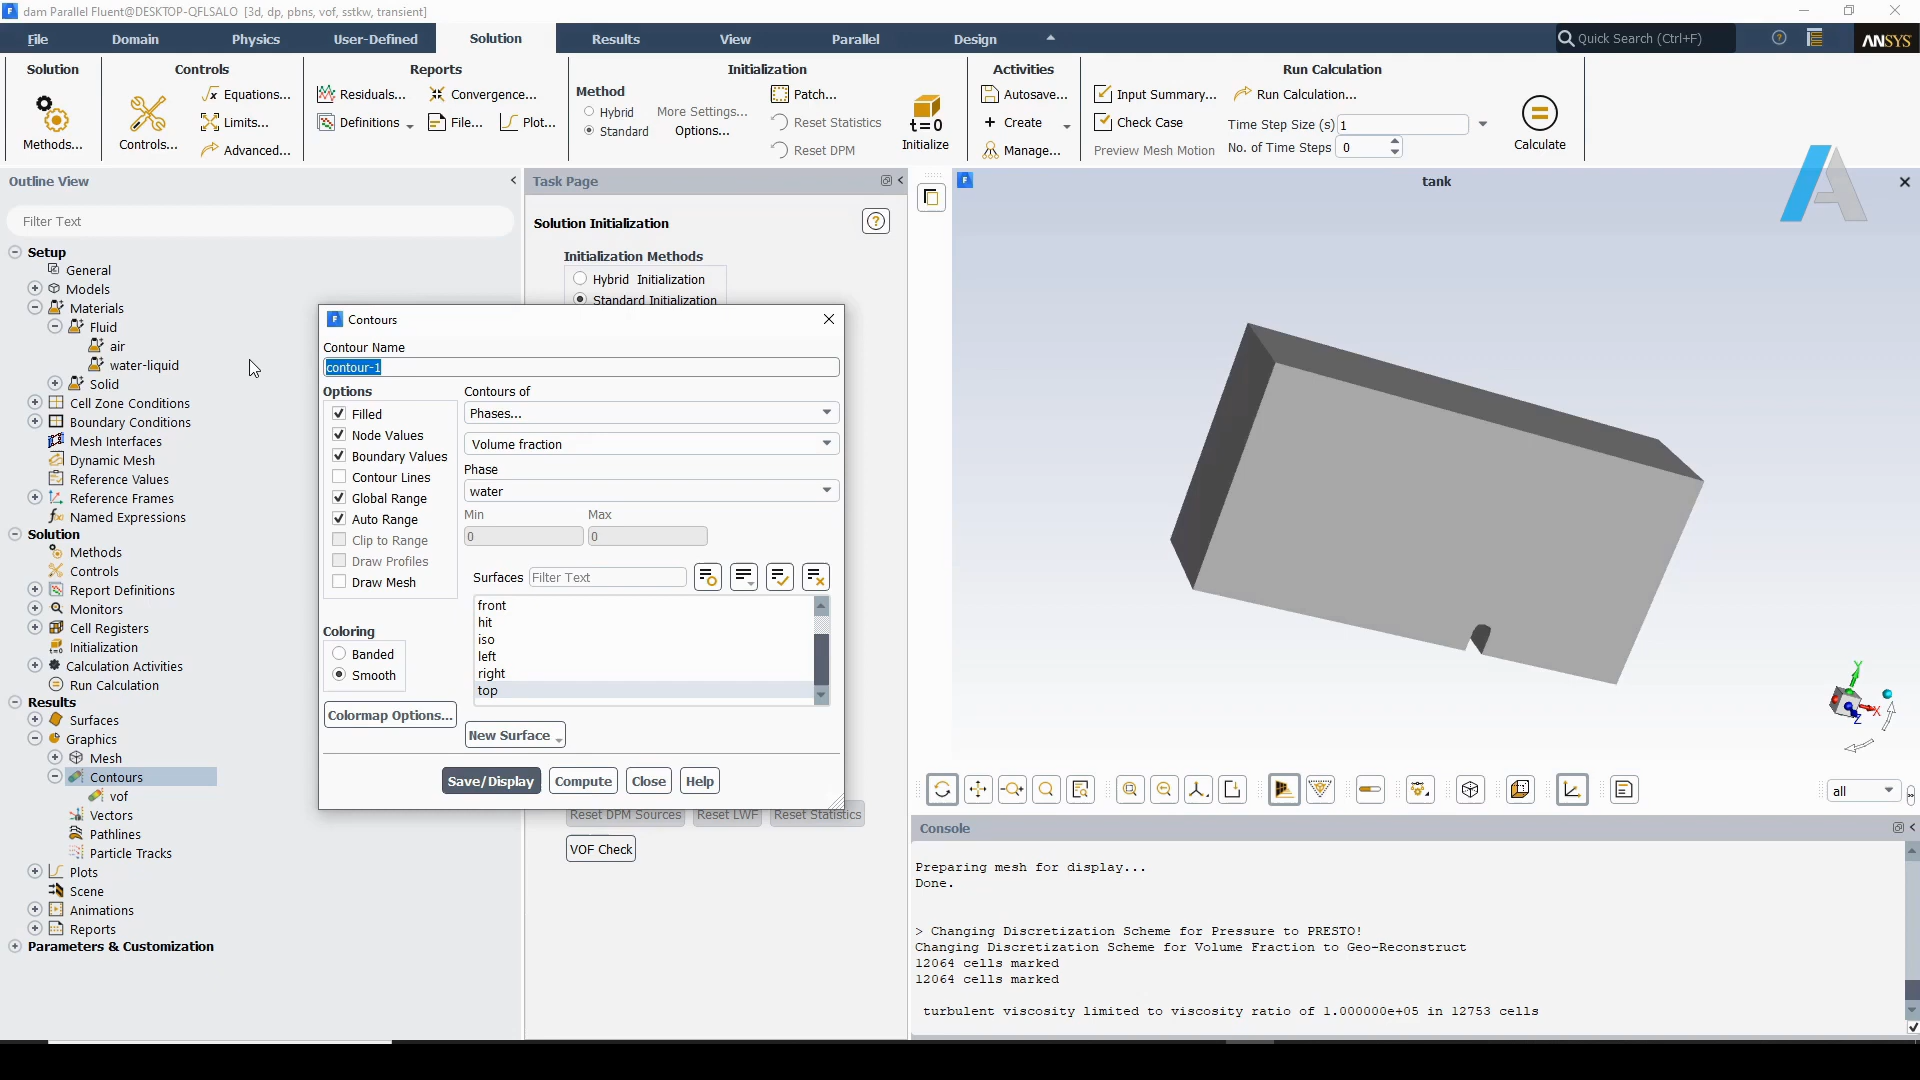 dam Parallel Fluent@DESKTOP-QFLSALO [3d, dp, pbns, vof, sstkw, transient]
File Domain Physics User-Defined Solution Results View Parallel Design Quick Search (Ctrl+F) ANSYS
Solution Controls Reports Initialization Activities Run Calculation
Methods...
Controls...
Equations...
Limits...
Advanced...
Residuals... Convergence...
Definitions File... Plot...
Method
Hybrid More Settings...
Standard Options...
Patch...
Reset Statistics
Reset DPM
t=0
Initialize
Autosave...
Create
Manage...
Input Summary... Run Calculation...
Check Case Time Step Size (s) 1
Preview Mesh Motion No. of Time Steps 0
Calculate
Outline View
Filter Text
Setup
General
Models
Materials
Fluid
air
water-liquid
Solid
Cell Zone Conditions
Boundary Conditions
Mesh Interfaces
Dynamic Mesh
Reference Values
Reference Frames
Named Expressions
Solution
Methods
Controls
Report Definitions
Monitors
Cell Registers
Initialization
Calculation Activities
Run Calculation
Results
Surfaces
Graphics
Mesh
Contours
vof
Vectors
Pathlines
Particle Tracks
Plots
Scene
Animations
Reports
Parameters & Customization
Task Page
Solution Initialization
Initialization Methods
Hybrid Initialization
Standard Initialization
Contours
Contour Name
contour-1
Options
Filled
Node Values
Boundary Values
Contour Lines
Global Range
Auto Range
Clip to Range
Draw Profiles
Draw Mesh
Coloring
Banded
Smooth
Colormap Options...
Contours of
Phases...
Volume fraction
Phase
water
Min Max
0 0
Surfaces Filter Text
front
hit
iso
left
right
top
New Surface
Save/Display Compute Close Help
Reset DPM Sources Reset LWF Reset Statistics
VOF Check
tank
Y
X
Z
all
Console
Preparing mesh for display...
Done.
> Changing Discretization Scheme for Pressure to PRESTO!
Changing Discretization Scheme for Volume Fraction to Geo-Reconstruct
12064 cells marked
12064 cells marked
turbulent viscosity limited to viscosity ratio of 1.000000e+05 in 12753 cells